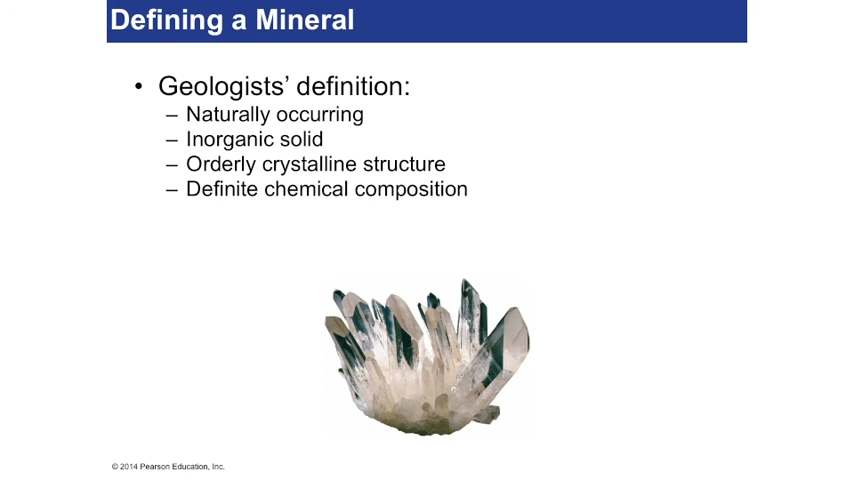 Defining a Mineral
• Geologists’ definition:
– Naturally occurring
– Inorganic solid
– Orderly crystalline structure
– Definite chemical composition
© 2014 Pearson Education, Inc.